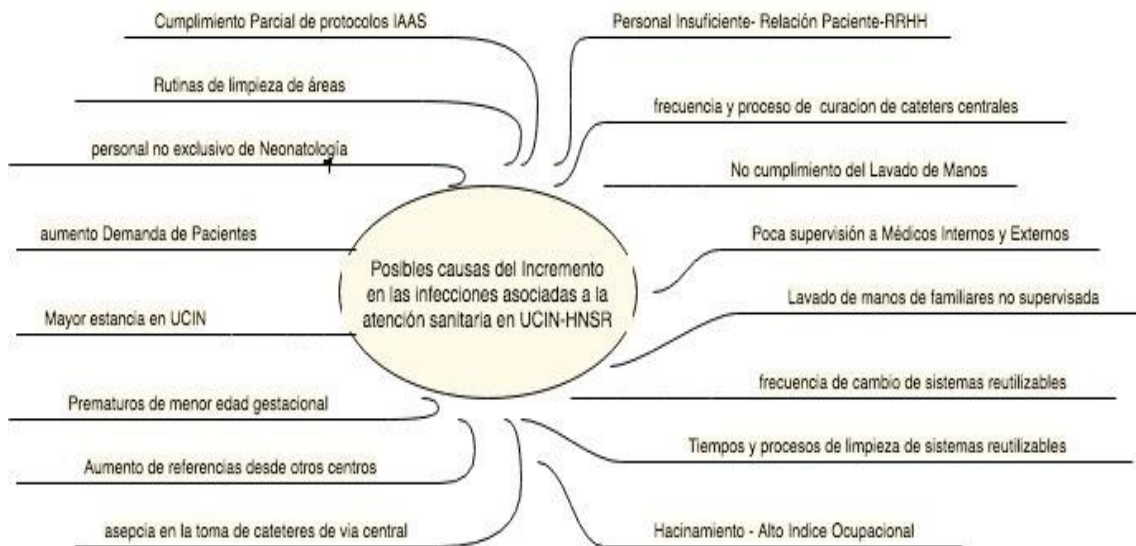 Cumplimiento Parcial de protocolos IAAS
Rutinas de limpieza de áreas
personal no exclusivo de Neonatología
aumento Demanda de Pacientes
Mayor estancia en UCIN
Prematuros de menor edad gestacional
Aumento de referencias desde otros centros
asepcia en la toma de cateteres de via central
Posibles causas del Incremento
en las infecciones asociadas a la
atención sanitaria en UCIN-HNSR
Personal Insuficiente- Relación Paciente-RRHH
frecuencia y proceso de curacion de cateters centrales
No cumplimiento del Lavado de Manos
Poca supervisión a Médicos Internos y Externos
Lavado de manos de familiares no supervisada
frecuencia de cambio de sistemas reutilizables
Tiempos y procesos de limpieza de sistemas reutilizables
Hacinamiento - Alto Indice Ocupacional